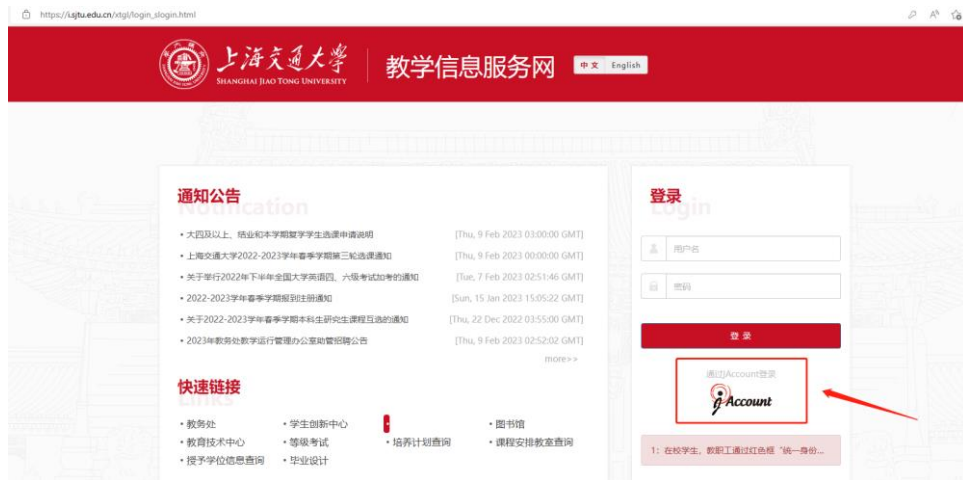 https://i.sjtu.edu.cn/xtgl/login_slogin.html
上海交通大學
SHANGHAI JIAO TONG UNIVERSITY
教学信息服务网
中文 English
通知公告
Notification
• 大四及以上、结业和本学期复学学生选课申请说明 [Thu, 9 Feb 2023 03:00:00 GMT]
• 上海交通大学2022-2023学年春季学期第三轮选课通知 [Thu, 9 Feb 2023 00:00:00 GMT]
• 关于举行2022年下半年全国大学英语四、六级考试加考的通知 [Tue, 7 Feb 2023 02:51:46 GMT]
• 2022-2023学年春季学期报到注册通知 [Sun, 15 Jan 2023 15:05:22 GMT]
• 关于2022-2023学年春季学期本科生研究生课程互选的通知 [Thu, 22 Dec 2022 03:55:00 GMT]
• 2023年教务处教学运行管理办公室助管招聘公告 [Thu, 9 Feb 2023 02:52:02 GMT]
more>>
快速链接
Links
• 教务处 • 学生创新中心 • 图书馆
• 教育技术中心 • 等级考试 • 培养计划查询 • 课程安排教室查询
• 授予学位信息查询 • 毕业设计
登录
Login
用户名
密码
登 录
通过jAccount登录
jAccount
1: 在校学生、教职工通过红色框“统一身份...